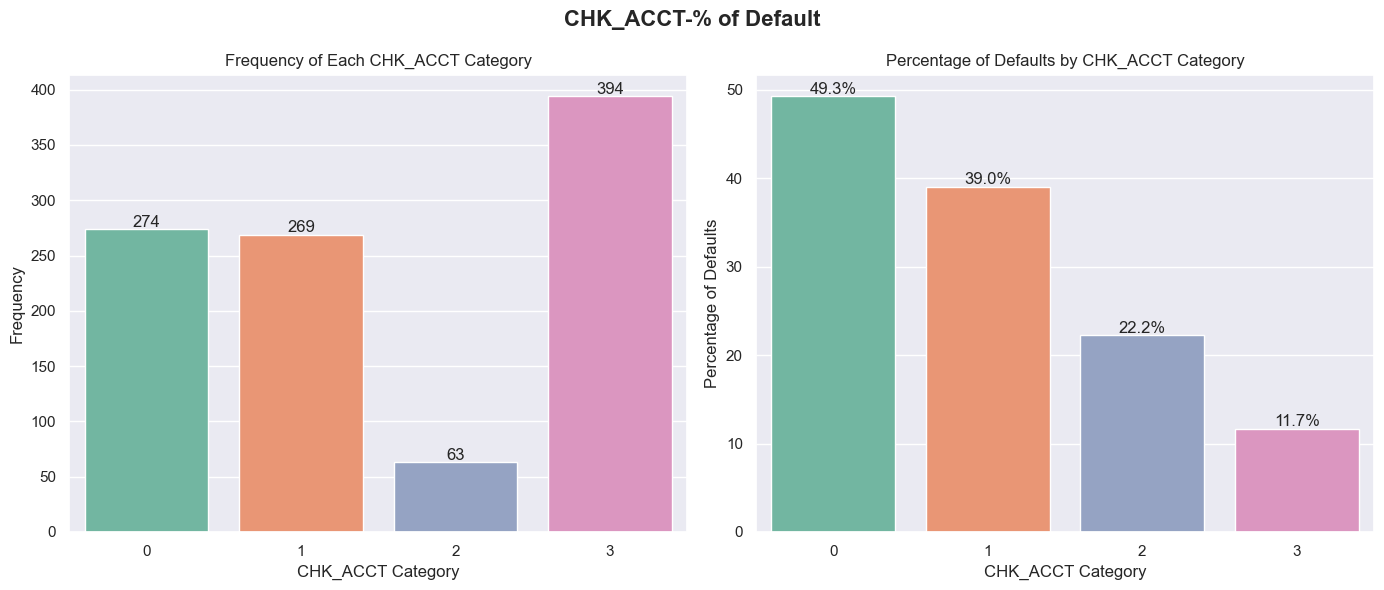 CHK_ACCT-% of Default
Frequency of Each CHK_ACCT Category
400
350
300
250
200
150
100
50
0
Frequency
274
269
63
394
0 1 2 3
CHK_ACCT Category
Percentage of Defaults by CHK_ACCT Category
50
40
30
20
10
0
Percentage of Defaults
49.3%
39.0%
22.2%
11.7%
0 1 2 3
CHK_ACCT Category